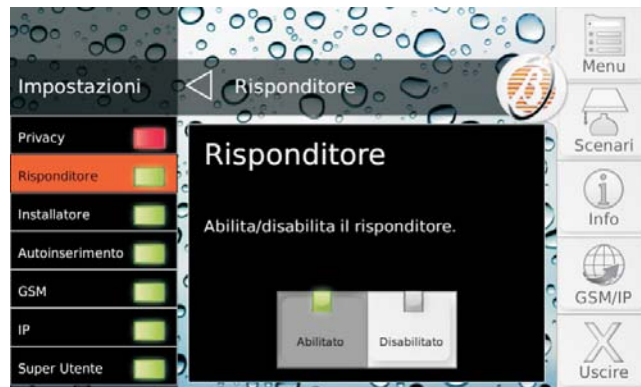 Impostazioni
Risponditore
Menu
Scenari
Info
GSM/IP
Uscire
Privacy
Risponditore
Installatore
Autoinserimento
GSM
IP
Super Utente
Risponditore
Abilita/disabilita il risponditore.
Abilitato
Disabilitato